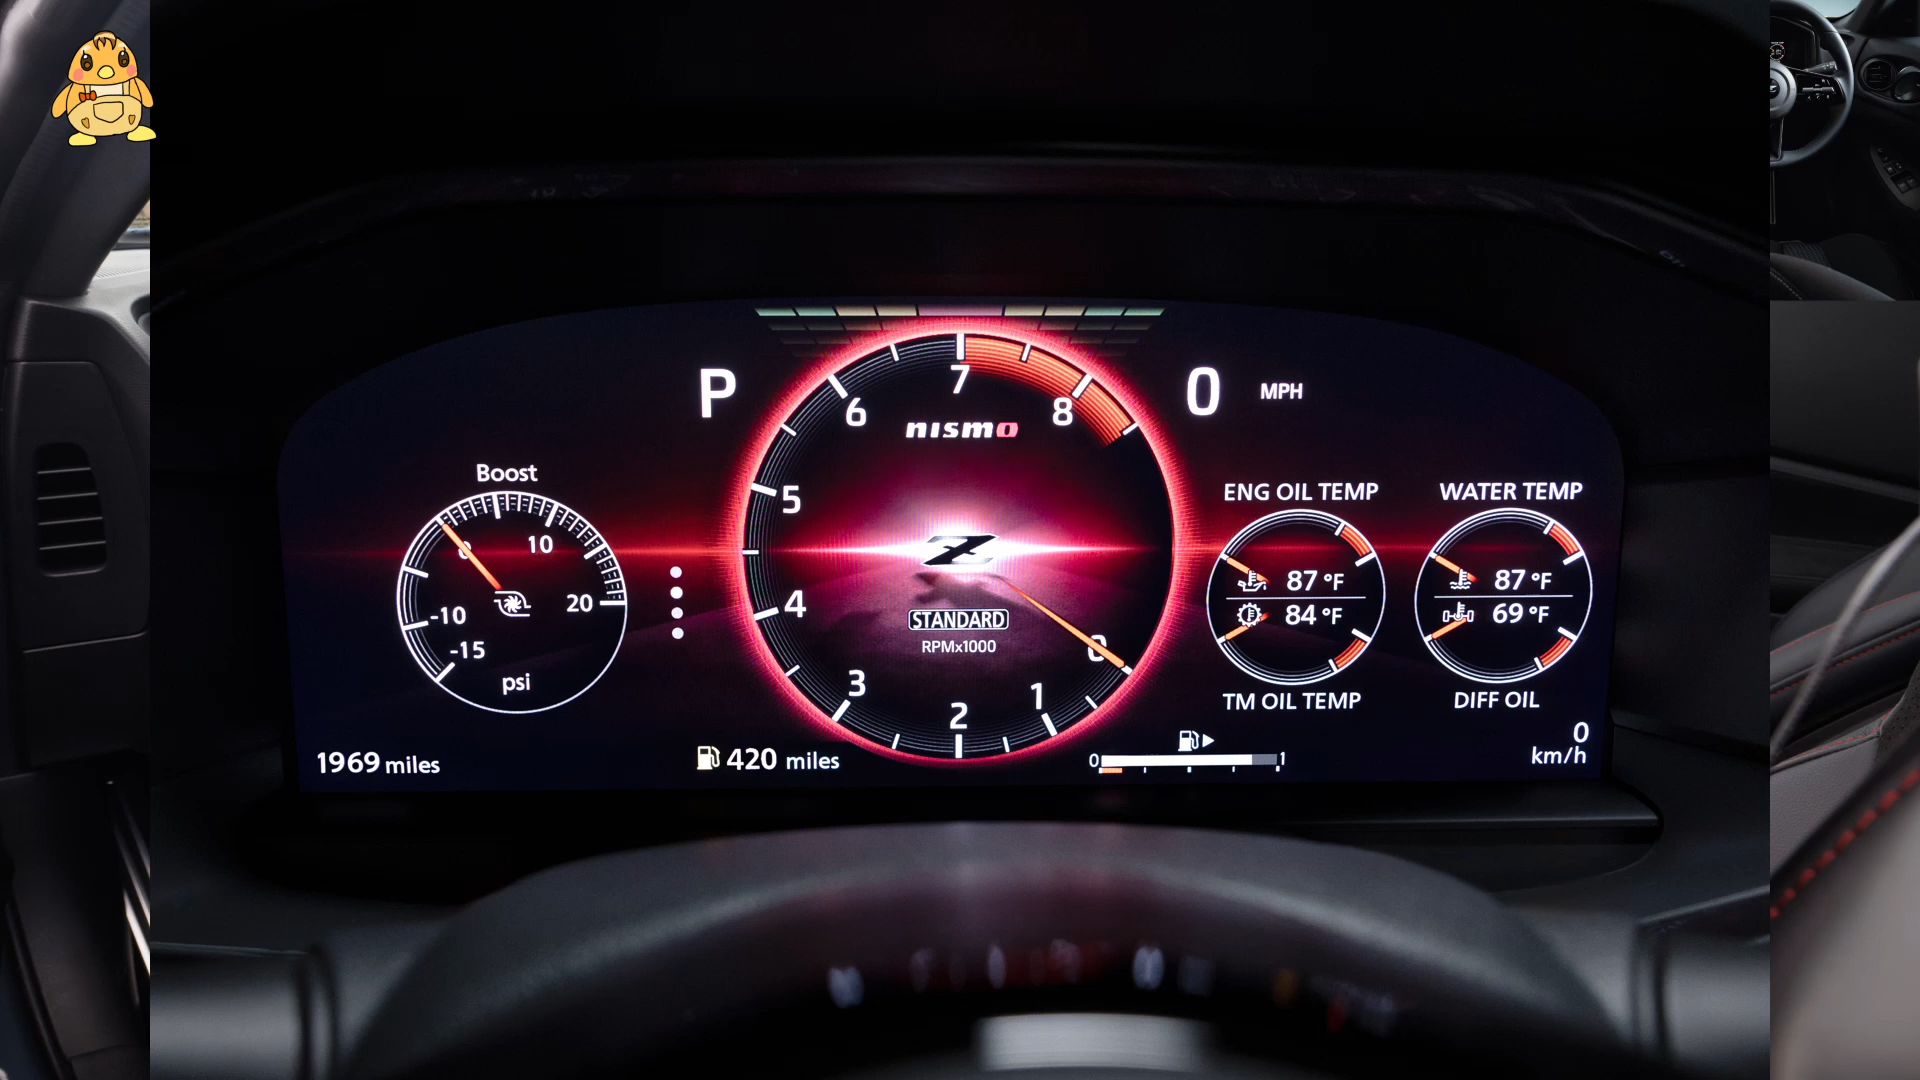 P
0 MPH
7
6
8
nismo
5
4
3
2
1
0
STANDARD
RPMx1000
Boost
0
10
20
-10
-15
psi
ENG OIL TEMP
87 °F
84 °F
TM OIL TEMP
WATER TEMP
87 °F
69 °F
DIFF OIL
1969 miles
420 miles
0 1
0
km/h